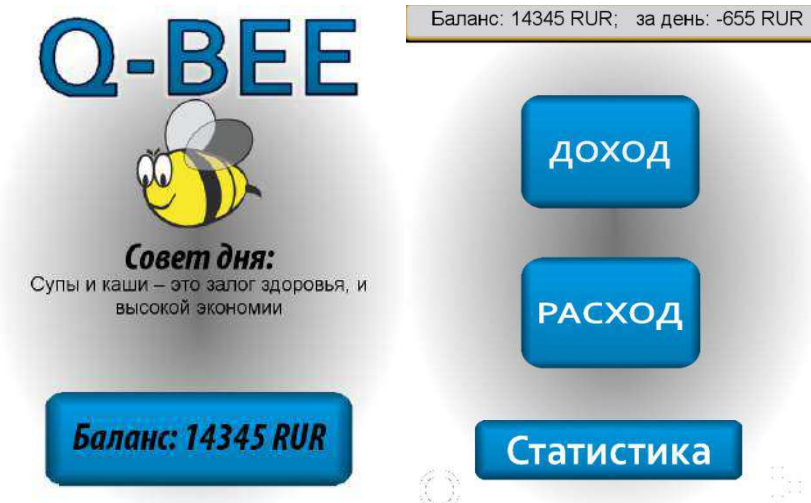 Q-BEE
Совет дня:
Супы и каши – это залог здоровья, и
высокой экономии
Баланс: 14345 RUR
Баланс: 14345 RUR; за день: -655 RUR
ДОХОД
РАСХОД
Статистика